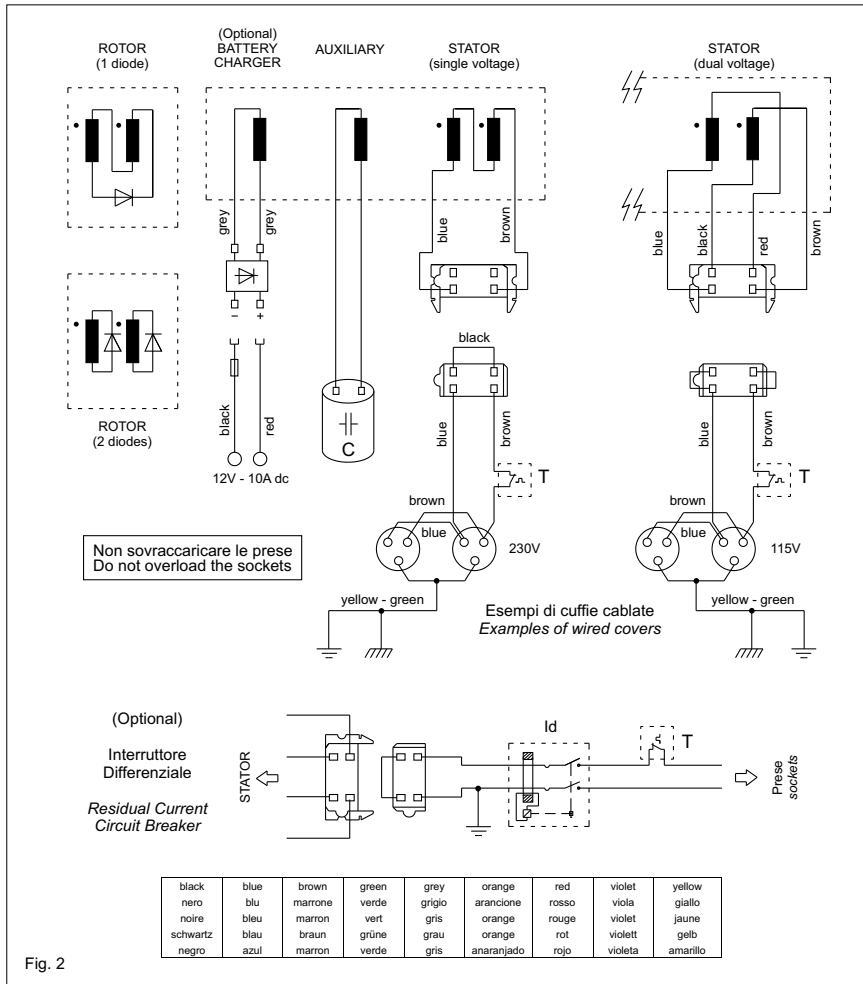 ROTOR
(1 diode)
(Optional)
BATTERY
CHARGER
AUXILIARY
STATOR
(single voltage)
STATOR
(dual voltage)
grey
grey
blue
brown
blue
black
red
brown
–
+
black
red
12V - 10A dc
C
ROTOR
(2 diodes)
black
blue
brown
T
brown
blue
230V
blue
brown
T
brown
blue
115V
Non sovraccaricare le prese
Do not overload the sockets
yellow - green
yellow - green
Esempi di cuffie cablate
Examples of wired covers
(Optional)
Interruttore
Differenziale
Residual Current
Circuit Breaker
STATOR
Id
T
Prese
sockets
black blue brown green grey orange red violet yellow
nero blu marrone verde grigio arancione rosso viola giallo
noire bleu marron vert gris orange rouge violet jaune
schwartz blau braun grüne grau orange rot violett gelb
negro azul marron verde gris anaranjado rojo violeta amarillo
Fig. 2